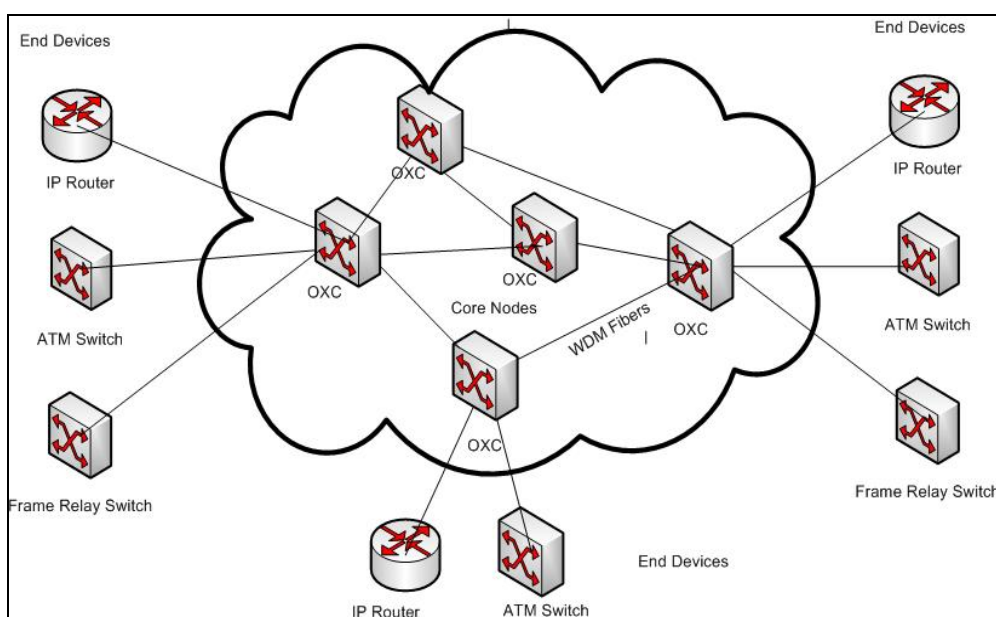 End Devices
End Devices
IP Router
IP Router
OXC
OXC
OXC
OXC
Core Nodes
WDM Fibers
ATM Switch
ATM Switch
OXC
Frame Relay Switch
Frame Relay Switch
End Devices
IP Router
ATM Switch